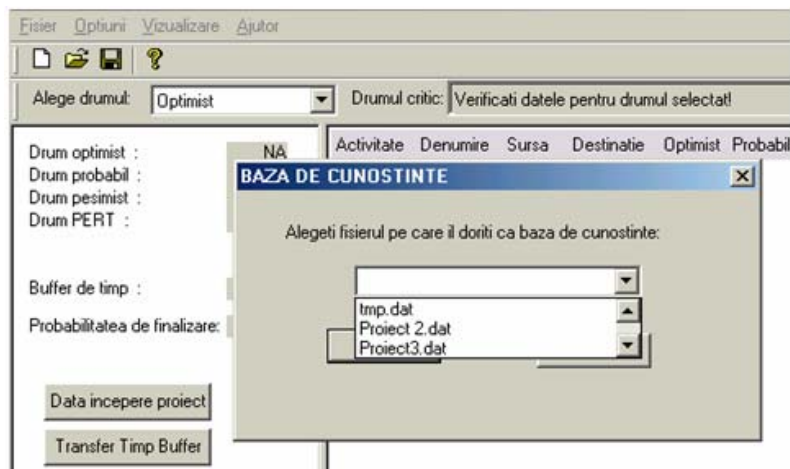 Fisier Optiuni Vizualizare Ajutor
Alege drumul: Optimist Drumul critic: Verificati datele pentru drumul selectat!
Drum optimist : NA
Drum probabil :
Drum pesimist :
Drum PERT :
Buffer de timp :
Probabilitatea de finalizare:
Data incepere proiect
Transfer Timp Buffer
Activitate Denumire Sursa Destinatie Optimist Probabil
BAZA DE CUNOSTINTE
Alegeti fisierul pe care il doriti ca baza de cunostinte:
tmp.dat
Proiect 2.dat
Proiect3.dat